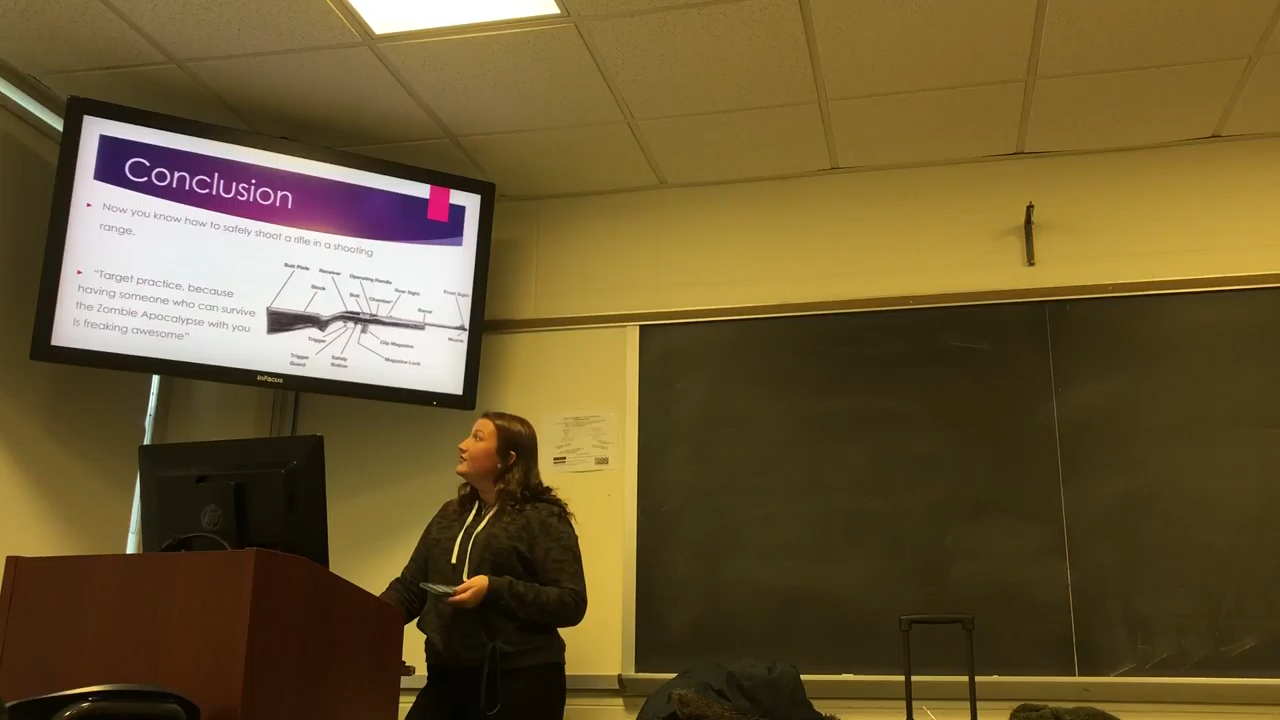 Conclusion
Now you know how to safely shoot a rifle in a shooting
range.
"Target practice, because
having someone who can survive
the Zombie Apocalypse with you
Is freaking awesome"
Butt Plate
Receiver
Operating Handle
Rear Sight
Front Sight
Stock
Bolt
Chamber
Barrel
Muzzle
Trigger
Clip Magazine
Trigger
Guard
Safety
Button
Magazine Lock
InFocus
hp